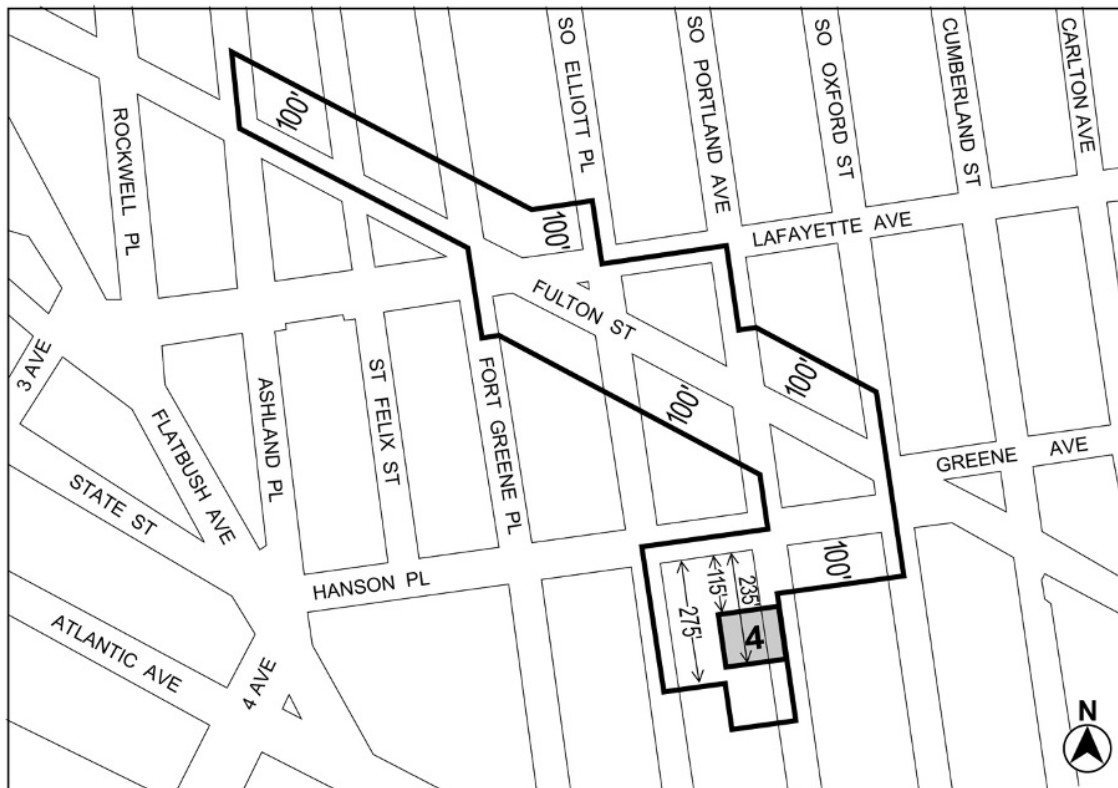 SO ELLIOTT PL
SO PORTLAND AVE
SO OXFORD ST
CUMBERLAND ST
CARLTON AVE
ROCKWELL PL
100'
100'
LAFAYETTE AVE
FULTON ST
3 AVE
FLATBUSH AVE
ASHLAND PL
ST FELIX ST
FORT GREENE PL
100'
100'
GREENE AVE
STATE ST
HANSON PL
100'
115'
235'
275'
4
ATLANTIC AVE
4 AVE
N